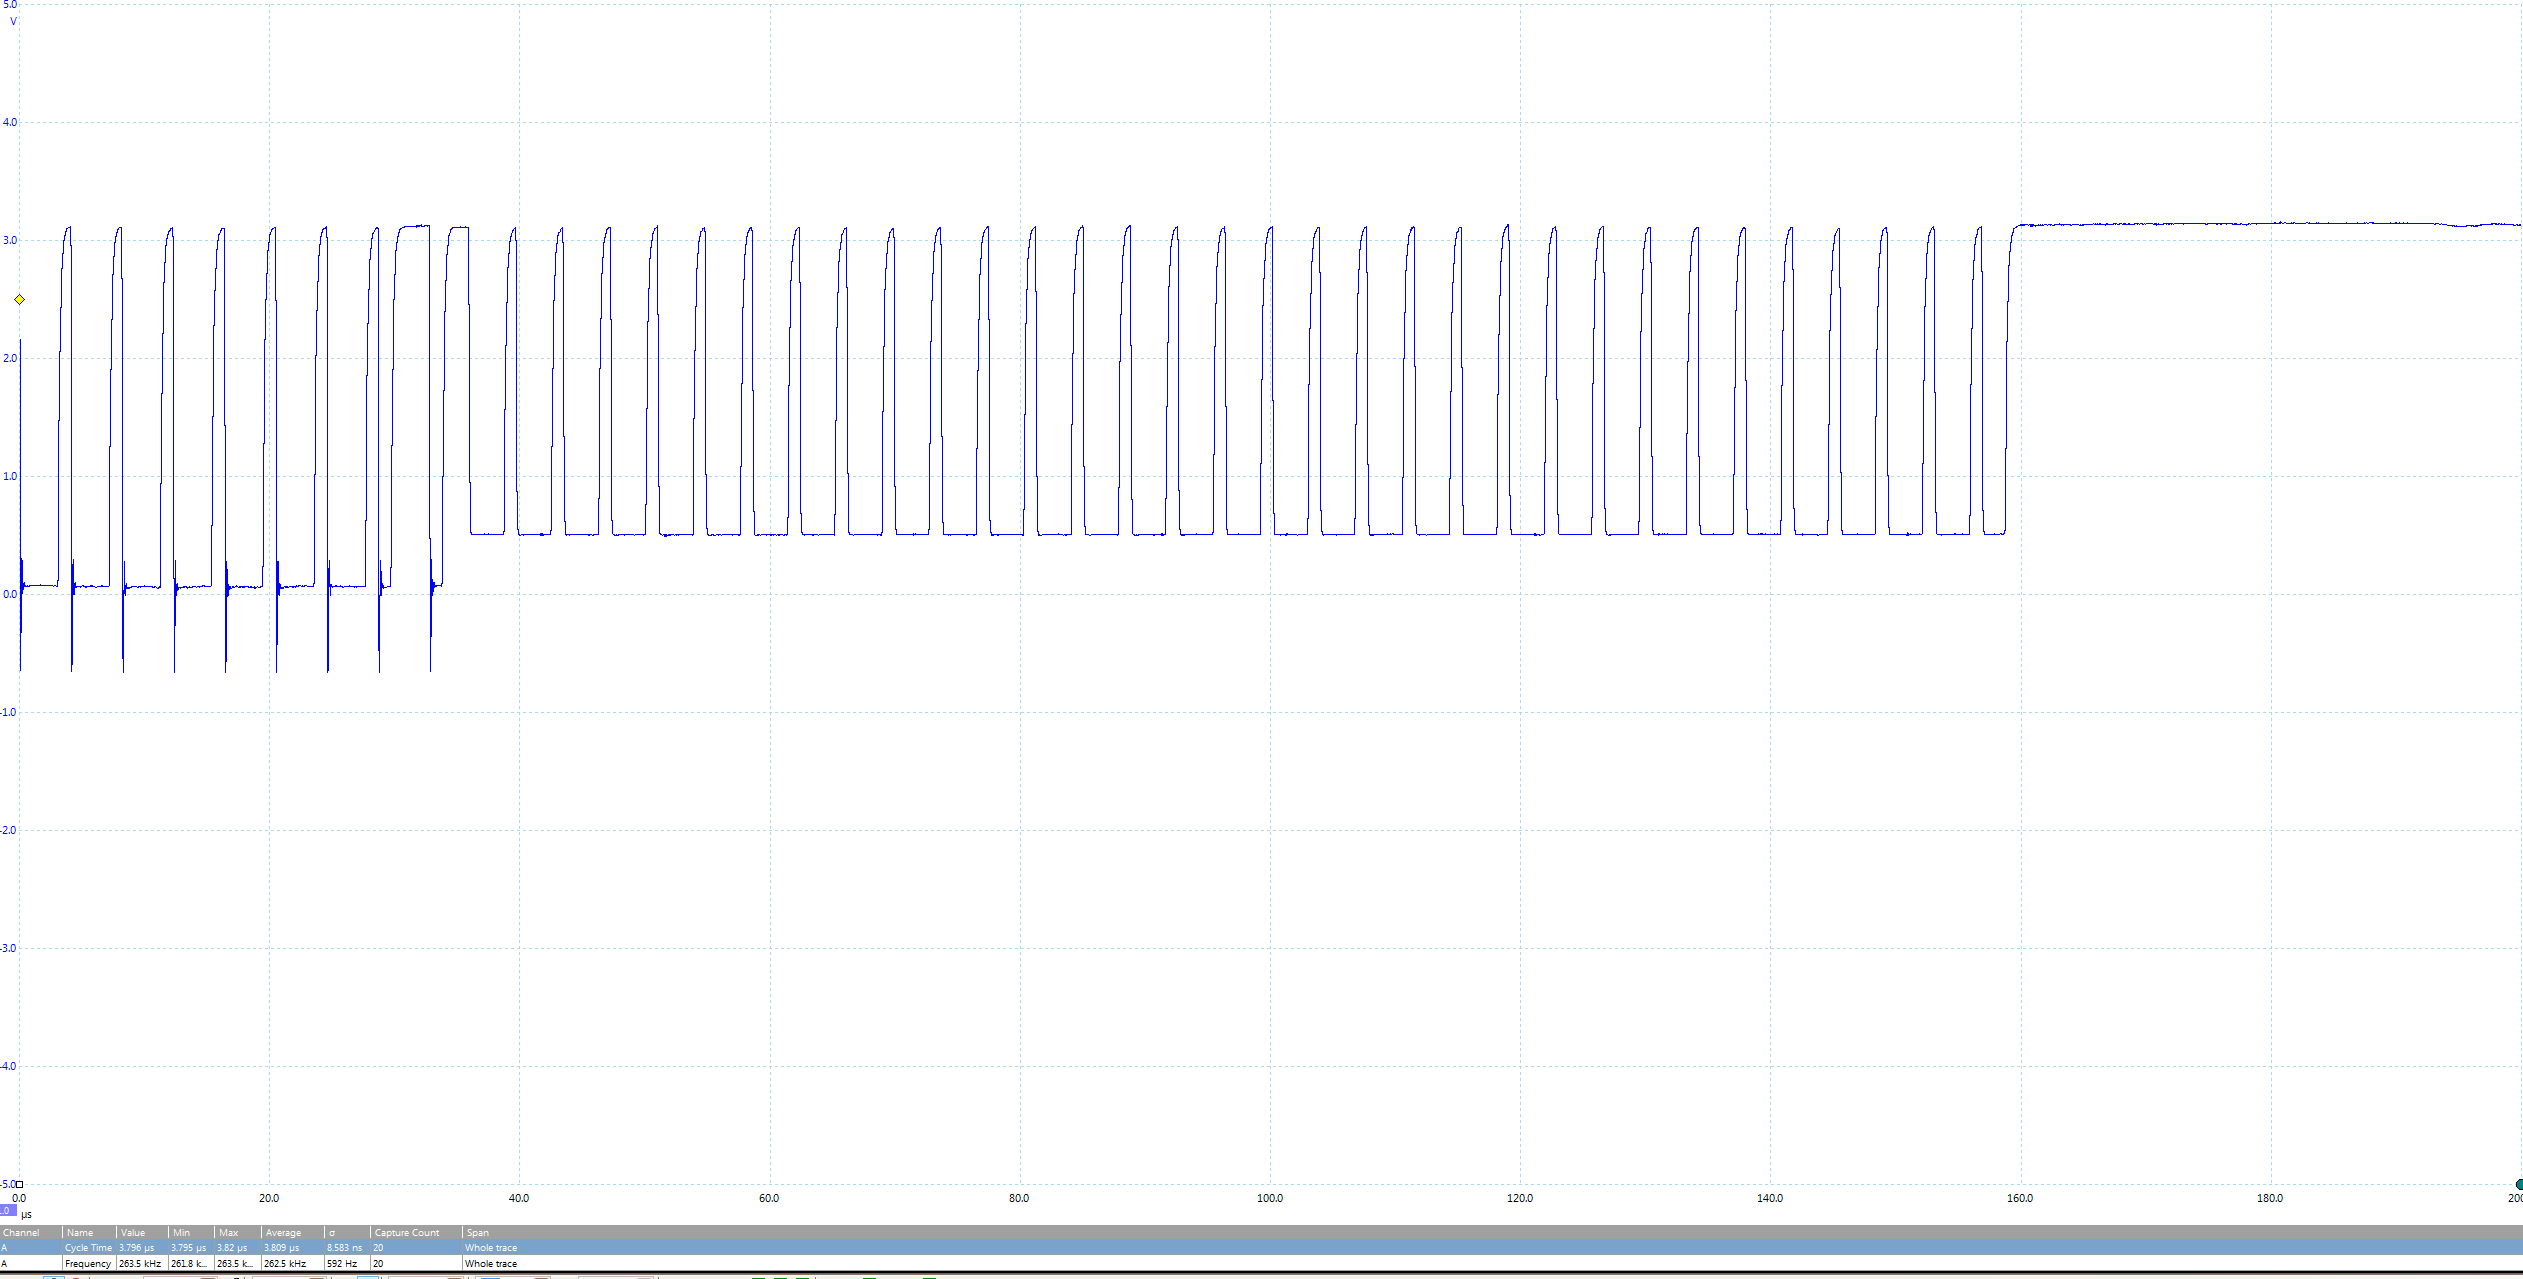 5.0
V
4.0
3.0
2.0
1.0
0.0
-1.0
-2.0
-3.0
-4.0
-5.0
0.0 20.0 40.0 60.0 80.0 100.0 120.0 140.0 160.0 180.0 200
.0 µs
Channel Name Value Min Max Average σ Capture Count Span
A Cycle Time 3.796 µs 3.795 µs 3.82 µs 3.809 µs 8.583 ns 20 Whole trace
A Frequency 263.5 kHz 261.8 k... 263.5 k... 262.5 kHz 592 Hz 20 Whole trace